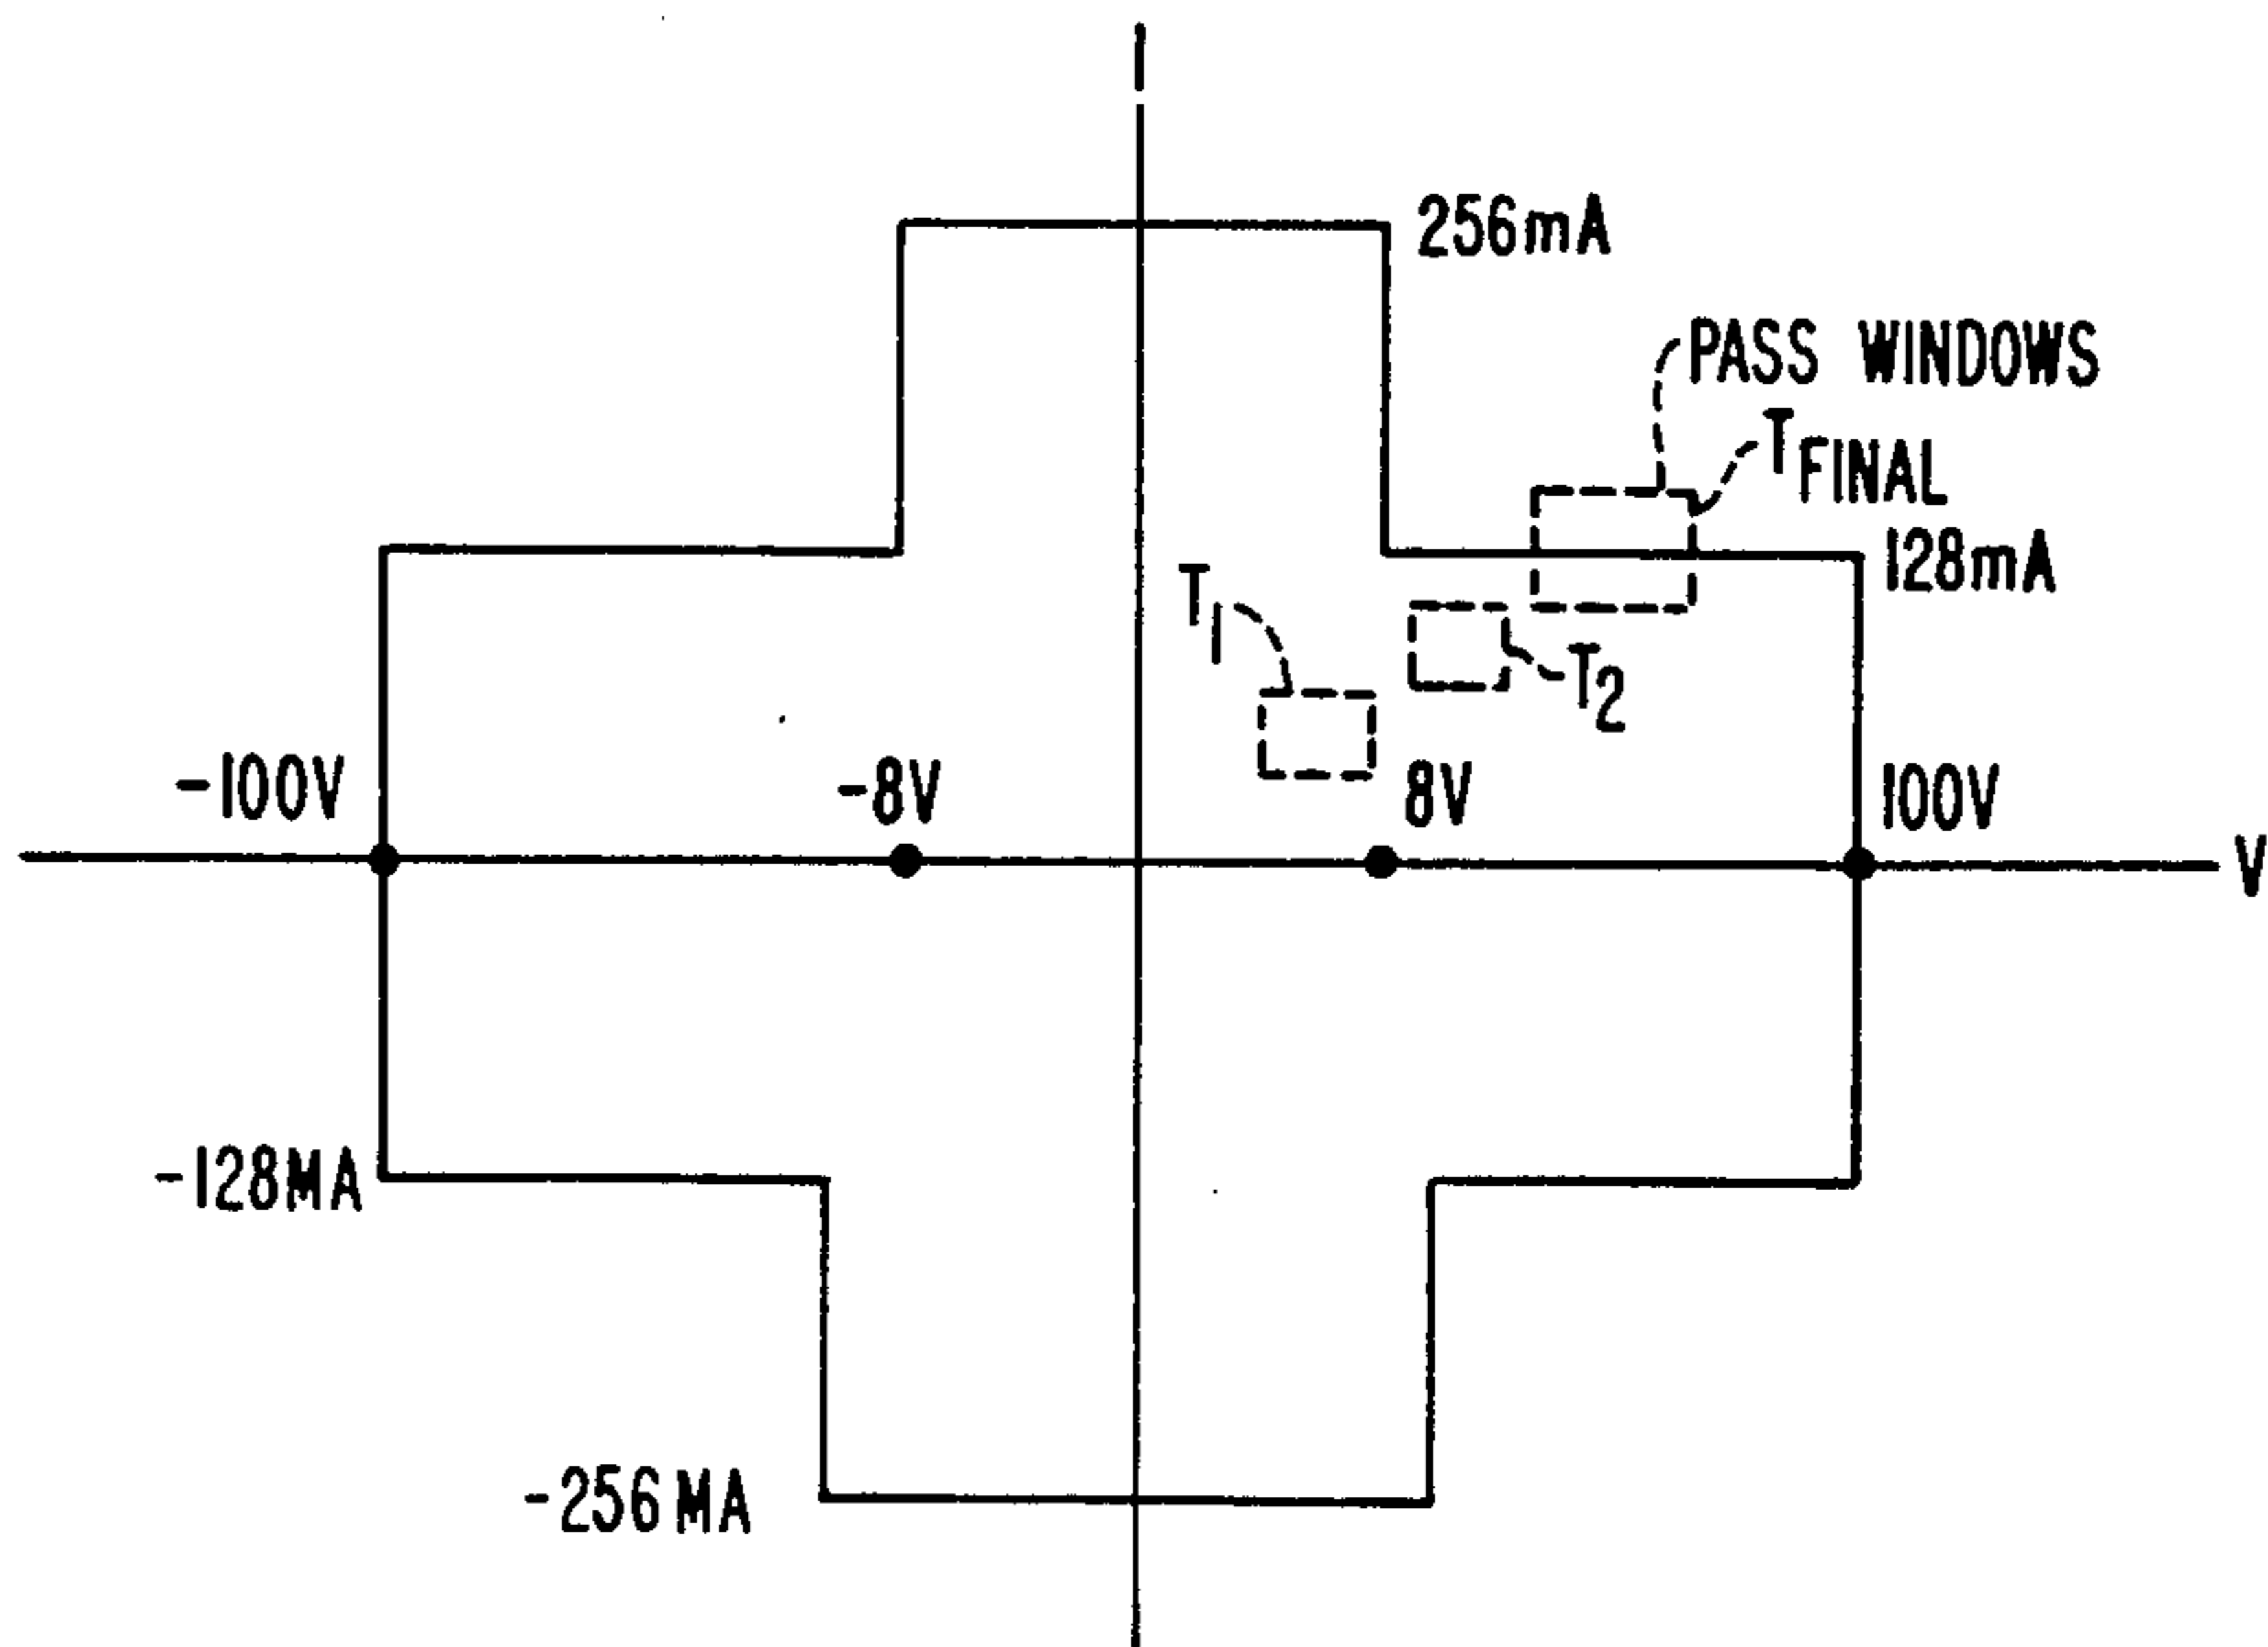 I
256mA
PASS WINDOWS
TFINAL
128mA
T1
T2
-100V
-8V
8V
100V
V
-128MA
-256MA